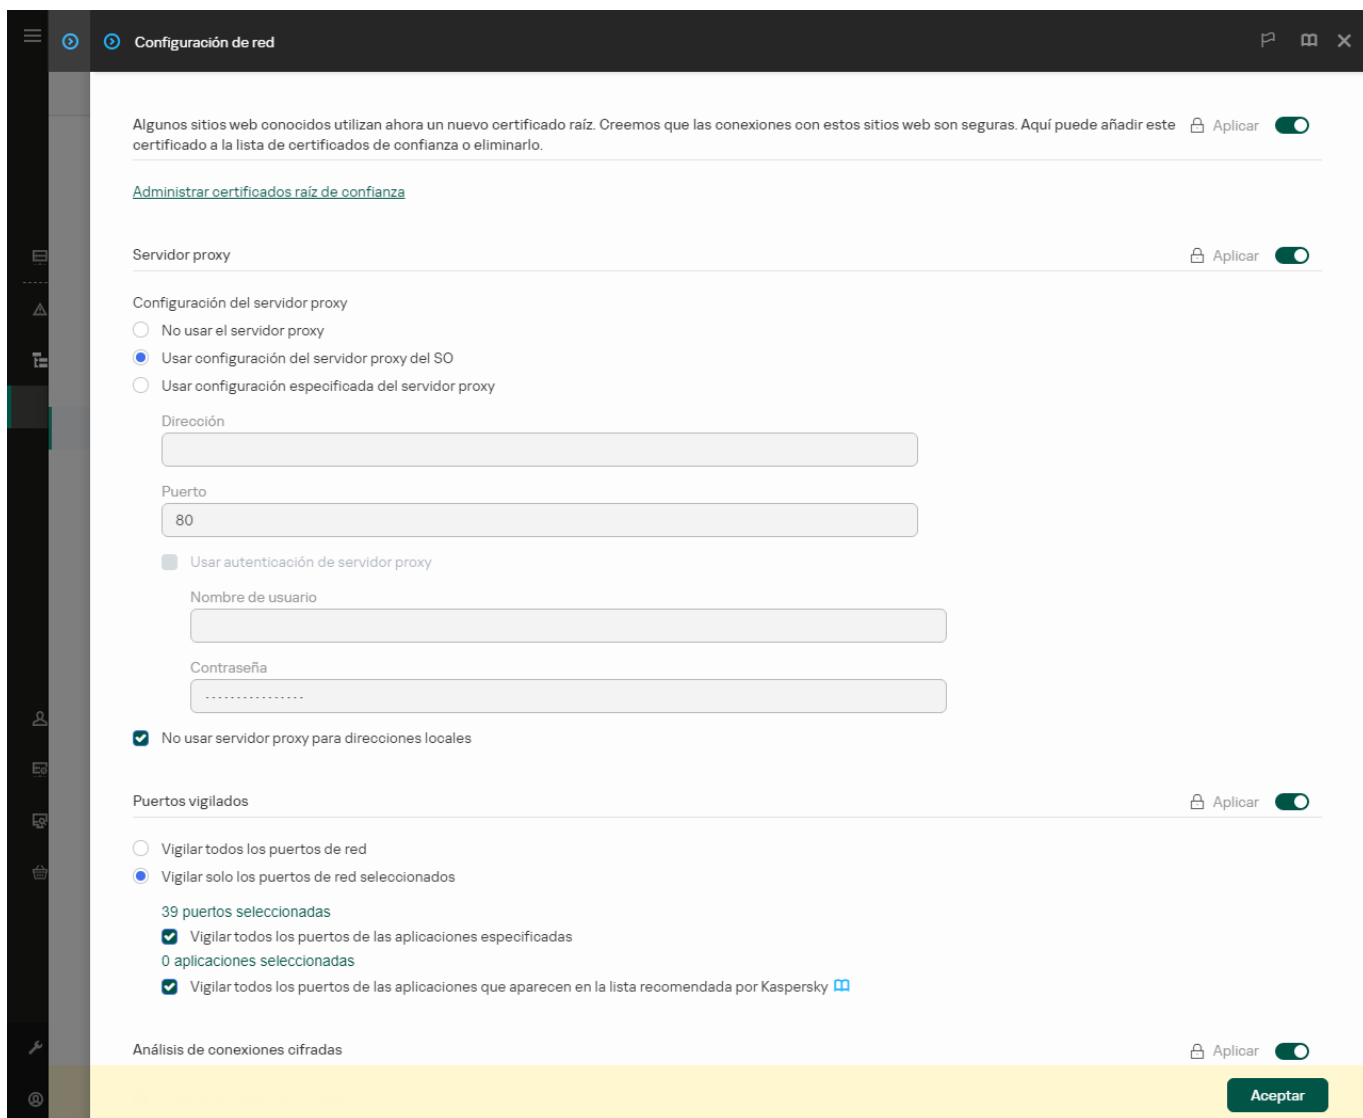 Configuración de red
Algunos sitios web conocidos utilizan ahora un nuevo certificado raíz. Creemos que las conexiones con estos sitios web son seguras. Aquí puede añadir este
certificado a la lista de certificados de confianza o eliminarlo.
Aplicar
Administrar certificados raíz de confianza
Servidor proxy
Aplicar
Configuración del servidor proxy
No usar el servidor proxy
Usar configuración del servidor proxy del SO
Usar configuración especificada del servidor proxy
Dirección
Puerto
80
Usar autenticación de servidor proxy
Nombre de usuario
Contraseña
No usar servidor proxy para direcciones locales
Puertos vigilados
Aplicar
Vigilar todos los puertos de red
Vigilar solo los puertos de red seleccionados
39 puertos seleccionadas
Vigilar todos los puertos de las aplicaciones especificadas
0 aplicaciones seleccionadas
Vigilar todos los puertos de las aplicaciones que aparecen en la lista recomendada por Kaspersky
Análisis de conexiones cifradas
Aplicar
Aceptar